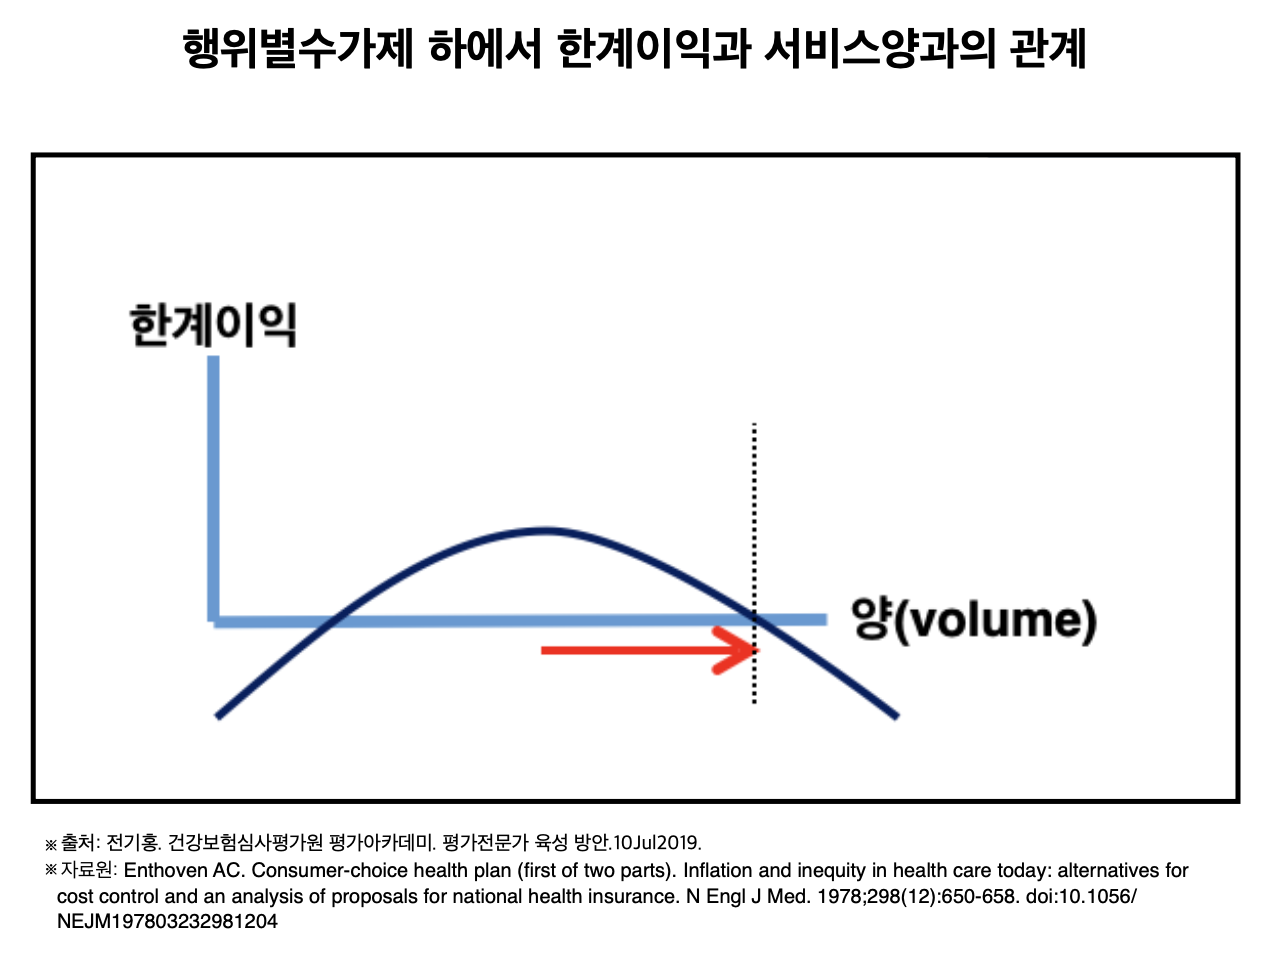 행위별수가제 하에서 한계이익과 서비스양과의 관계
한계이익
양(volume)
※ 출처: 전기홍. 건강보험심사평가원 평가아카데미. 평가전문가 육성 방안.10Jul2019.
※ 자료원: Enthoven AC. Consumer-choice health plan (first of two parts). Inflation and inequity in health care today: alternatives for
cost control and an analysis of proposals for national health insurance. N Engl J Med. 1978;298(12):650-658. doi:10.1056/
NEJM197803232981204